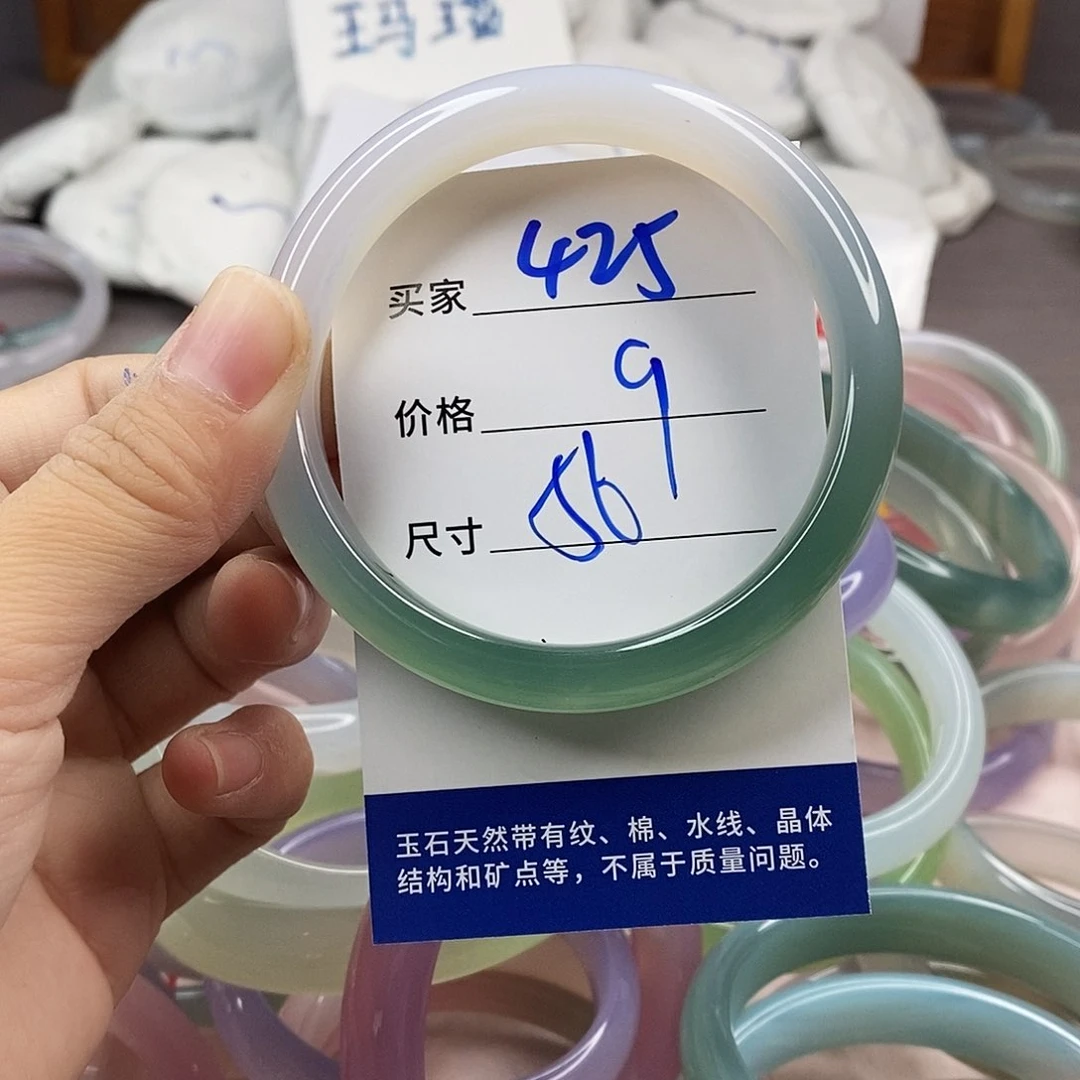 玛瑙
买家 425
价格 9
尺寸 56
玉石天然带有纹、棉、水线、晶体
结构和矿点等，不属于质量问题。